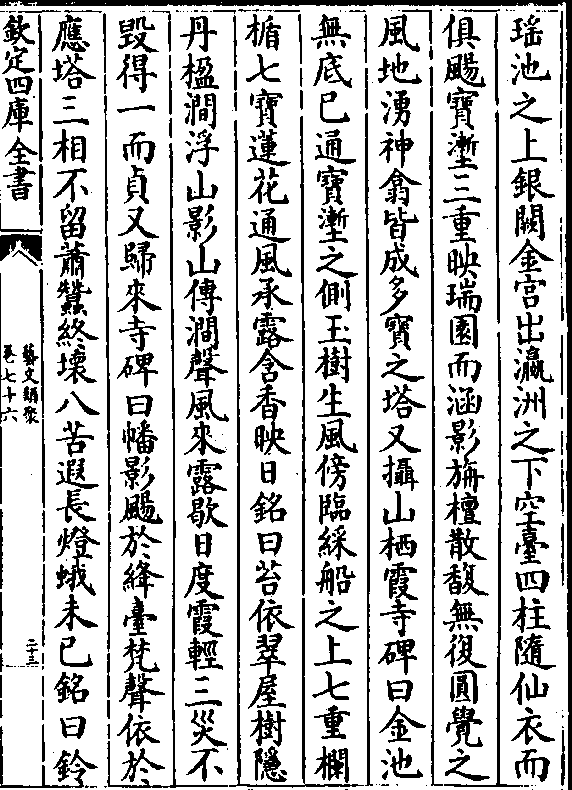 瑶池之上銀闕金宫出瀛洲之下空臺四柱隨仙衣而
俱颺寶壍三重映瑞園而涵影旃檀散馥無復圓覺之
風地湧神龕皆成多寶之塔又攝山栖霞寺碑曰金池
無底已通寶壍之側玉樹生風傍臨綵船之上七重欄
楯七寶蓮花通風承露含香映日銘曰苔依翠屋樹隱
丹楹澗浮山影山傳澗聲風來露歇日度霞輕三災不
毁得一而貞又歸來寺碑曰幡影颺於絳臺梵聲依於
應塔三相不留蕭蠶終壞八苦遐長燈蛾未已銘曰鈴
欽定四庫全書
藝文類聚
卷七十六
二十三